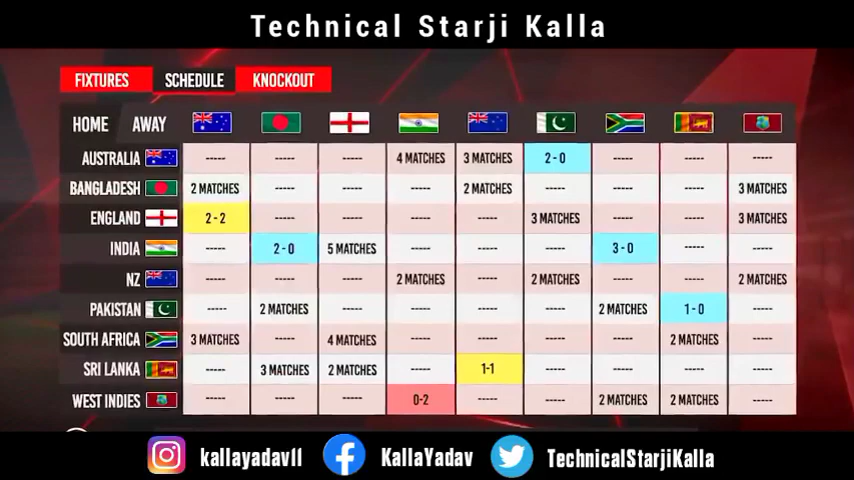 Technical Starji Kalla
FIXTURES SCHEDULE KNOCKOUT
HOME AWAY
AUSTRALIA ----- ----- ----- 4 MATCHES 3 MATCHES 2 - 0 ----- ----- -----
BANGLADESH 2 MATCHES ----- ----- ----- 2 MATCHES ----- ----- ----- 3 MATCHES
ENGLAND 2 - 2 ----- ----- ----- ----- 3 MATCHES ----- ----- 3 MATCHES
INDIA ----- 2 - 0 5 MATCHES ----- ----- ----- 3 - 0 ----- -----
NZ ----- ----- ----- 2 MATCHES ----- 2 MATCHES ----- ----- 2 MATCHES
PAKISTAN ----- 2 MATCHES ----- ----- ----- ----- 2 MATCHES 1 - 0 -----
SOUTH AFRICA 3 MATCHES ----- 4 MATCHES ----- ----- ----- ----- 2 MATCHES -----
SRI LANKA ----- 3 MATCHES 2 MATCHES ----- 1-1 ----- ----- ----- -----
WEST INDIES ----- ----- ----- 0-2 ----- ----- 2 MATCHES 2 MATCHES -----
kallayadav11 KallaYadav TechnicalStarjiKalla